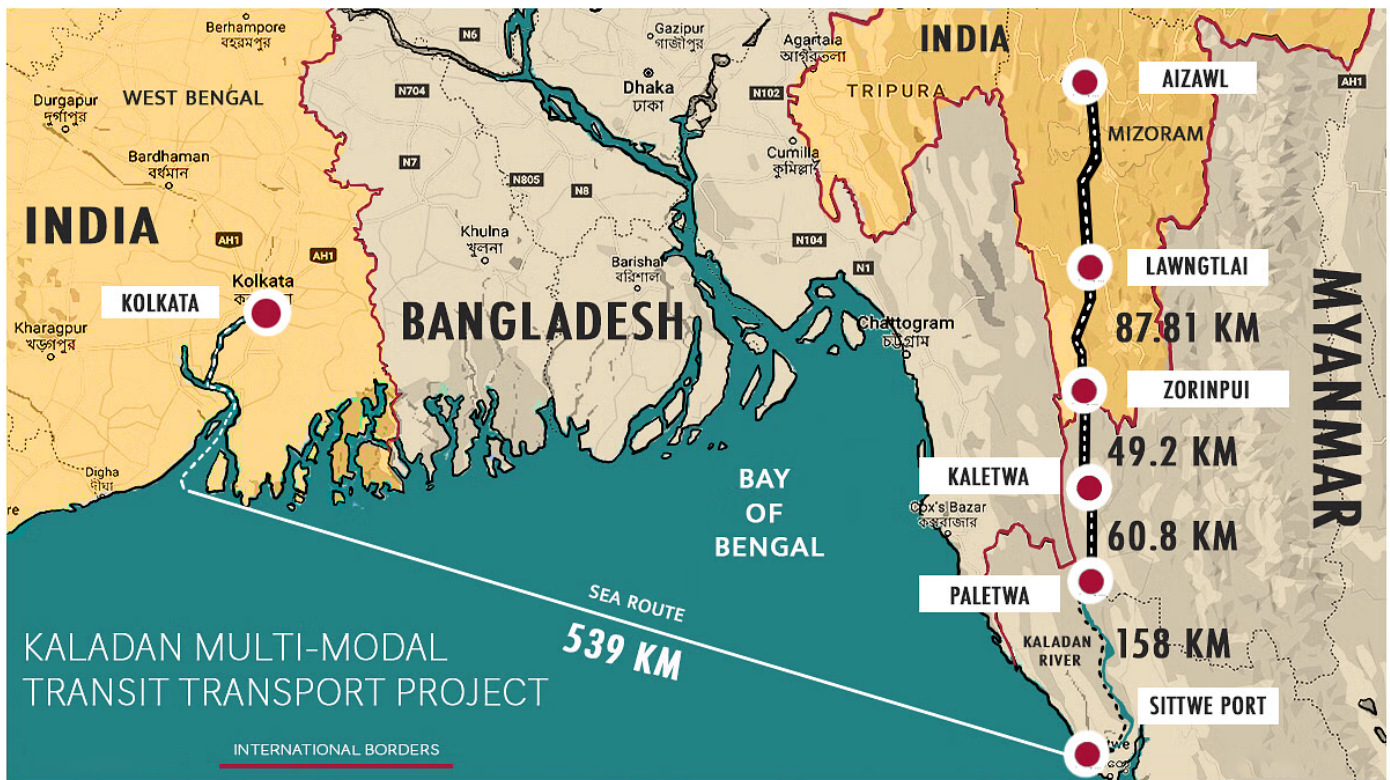 Berhampore
বহরমপুর
N6
Gazipur
গাজীপুর
Agartala
আগরতলা
INDIA
AH1
AIZAWL
Durgapur
দুর্গাপুর
WEST BENGAL
N704
Dhaka
ঢাকা
N102
TRIPURA
MIZORAM
Bardhaman
বর্ধমান
N7
N805
N8
Cumilla
কুমিল্লা
INDIA
AH1
AH1
Khulna
খুলনা
N104
Barishal
বরিশাল
N1
LAWNGTLAI
Kolkata
KOLKATA
Kharagpur
খড়গপুর
BANGLADESH
Chattogram
চট্টগ্রাম
87.81 KM
MYANMAR
ZORINPUI
49.2 KM
Digha
দীঘা
BAY
OF
BENGAL
KALETWA
Cox's Bazar
কক্সবাজার
60.8 KM
PALETWA
SEA ROUTE
539 KM
KALADAN
RIVER
158 KM
KALADAN MULTI-MODAL
TRANSIT TRANSPORT PROJECT
SITTWE PORT
INTERNATIONAL BORDERS